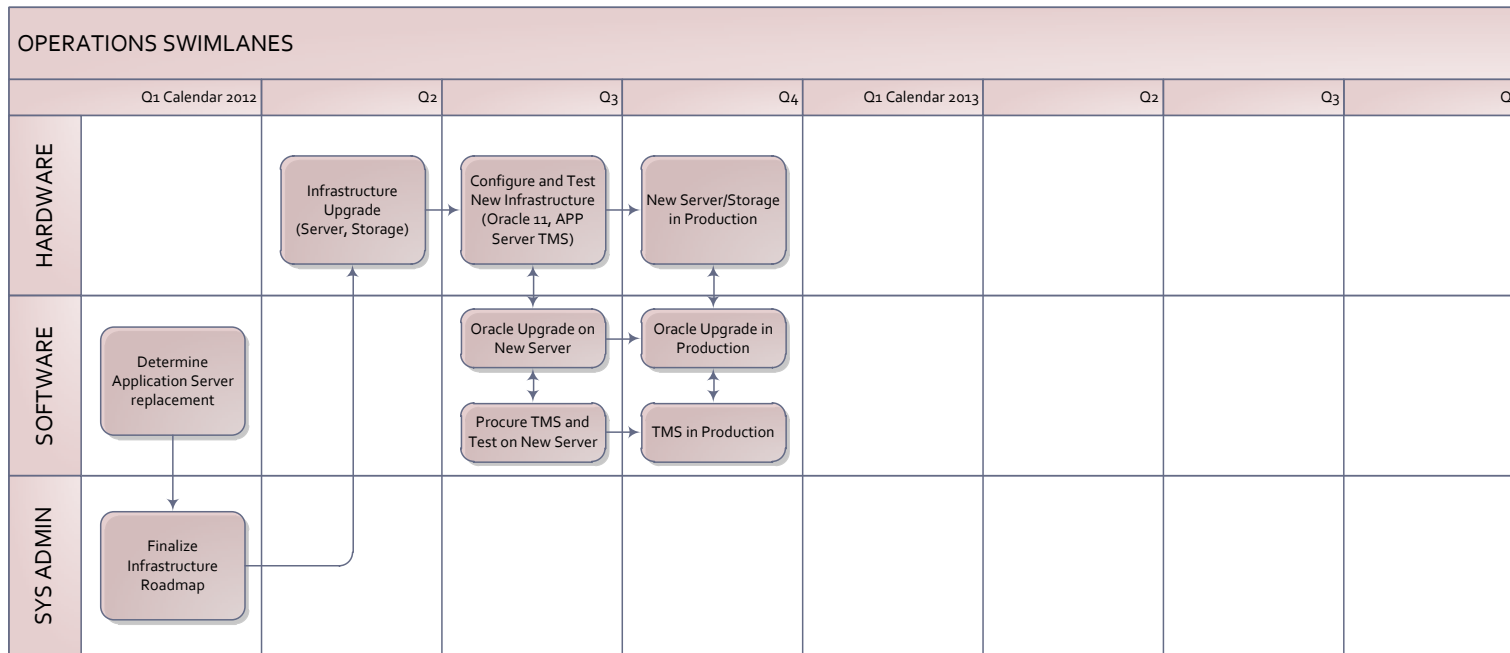 OPERATIONS SWIMLANES
Q1 Calendar 2012
Q2
Q3
Q4
Q1 Calendar 2013
Q2
Q3
Q
HARDWARE
Infrastructure
Upgrade
(Server, Storage)
Configure and Test
New Infrastructure
(Oracle 11, APP
Server TMS)
New Server/Storage
in Production
SOFTWARE
Determine
Application Server
replacement
Oracle Upgrade on
New Server
Oracle Upgrade in
Production
Procure TMS and
Test on New Server
TMS in Production
SYS ADMIN
Finalize
Infrastructure
Roadmap